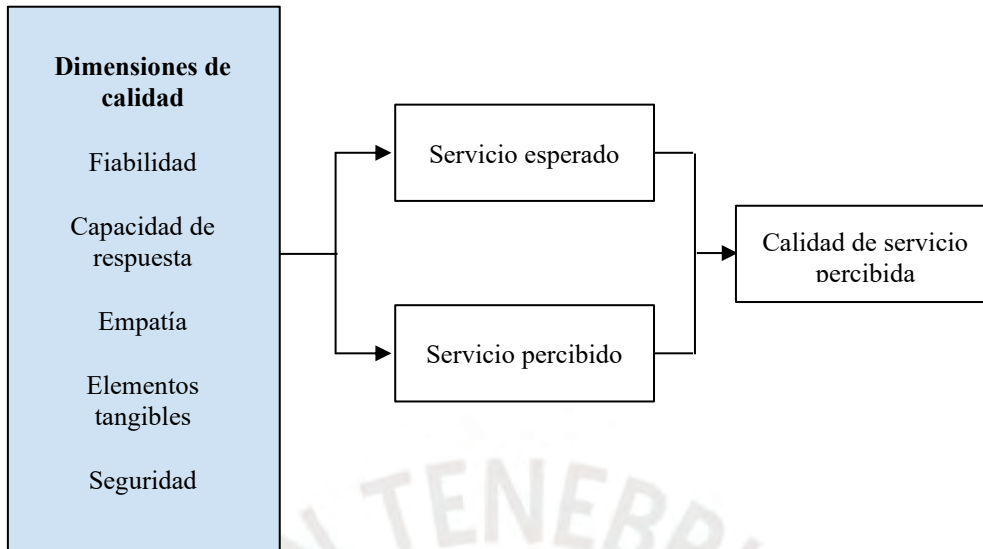 Dimensiones de
calidad
Fiabilidad
Capacidad de
respuesta
Empatía
Elementos
tangibles
Seguridad
Servicio esperado
Servicio percibido
Calidad de servicio
percibida
TENEBR